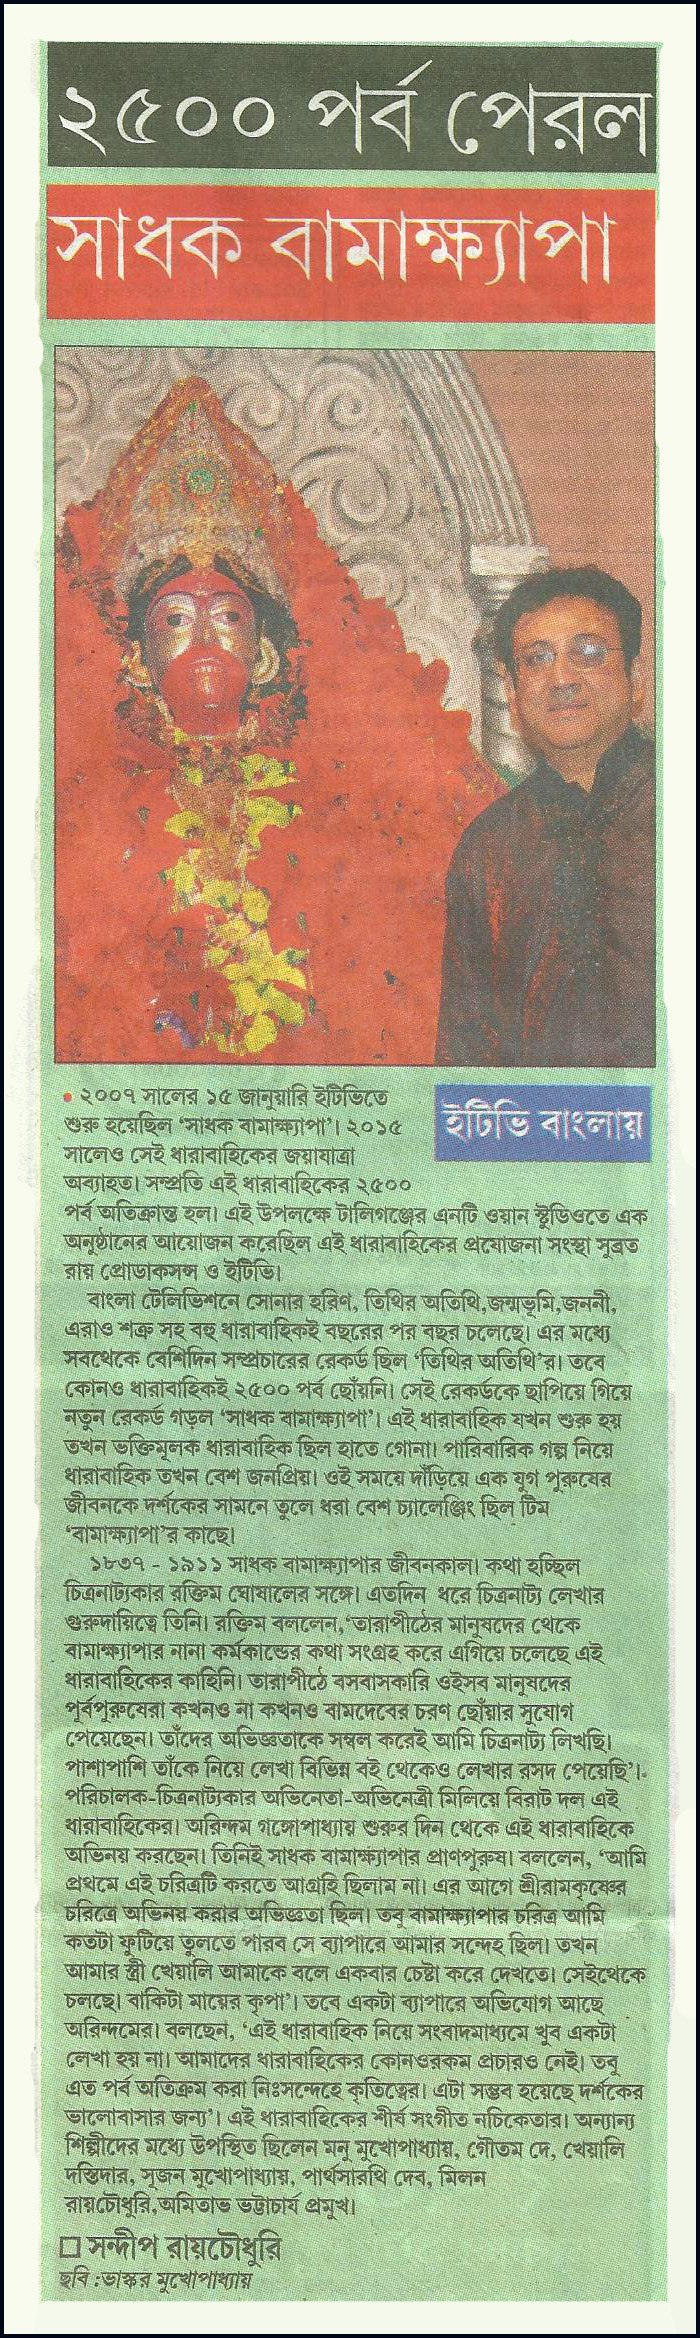 ২৫০০ পর্ব পেরল
সাধক বামাক্ষ্যাপা
ইটিভি বাংলায়
• ২০০৭ সালের ১৫ জানুয়ারি ইটিভিতে
শুরু হয়েছিল ‘সাধক বামাক্ষ্যাপা’। ২০১৫
সালেও সেই ধারাবাহিকের জয়যাত্রা
অব্যাহত। সম্প্রতি এই ধারাবাহিকের ২৫০০
পর্ব অতিক্রান্ত হল। এই উপলক্ষে টালিগঞ্জের এনটি ওয়ান স্টুডিওতে এক
অনুষ্ঠানের আয়োজন করেছিল এই ধারাবাহিকের প্রযোজনা সংস্থা সুব্রত
রায় প্রোডাকসন্স ও ইটিভি।
বাংলা টেলিভিশনে সোনার হরিণ, তিথির অতিথি,জন্মভূমি,জননী,
এরাও শত্রু সহ বহু ধারাবাহিকই বছরের পর বছর চলেছে। এর মধ্যে
সবথেকে বেশিদিন সম্প্রচারের রেকর্ড ছিল ‘তিথির অতিথি’র। তবে
কোনও ধারাবাহিকই ২৫০০ পর্ব ছোঁয়নি। সেই রেকর্ডকে ছাপিয়ে গিয়ে
নতুন রেকর্ড গড়ল ‘সাধক বামাক্ষ্যাপা’। এই ধারাবাহিক যখন শুরু হয়
তখন ভক্তিমূলক ধারাবাহিক ছিল হাতে গোনা। পারিবারিক গল্প নিয়ে
ধারাবাহিক তখন বেশ জনপ্রিয়। ওই সময়ে দাঁড়িয়ে এক যুগ পুরুষের
জীবনকে দর্শকের সামনে তুলে ধরা বেশ চ্যালেঞ্জিং ছিল টিম
‘বামাক্ষ্যাপা’র কাছে।
১৮৩৭ - ১৯১১ সাধক বামাক্ষ্যাপার জীবনকাল। কথা হচ্ছিল
চিত্রনাট্যকার রক্তিম ঘোষালের সঙ্গে। এতদিন ধরে চিত্রনাট্য লেখার
গুরুদায়িত্বে তিনি। রক্তিম বললেন,‘তারাপীঠের মানুষদের থেকে
বামাক্ষ্যাপার নানা কর্মকান্ডের কথা সংগ্রহ করে এগিয়ে চলেছে এই
ধারাবাহিকের কাহিনি। তারাপীঠে বসবাসকারি ওইসব মানুষদের
পূর্বপুরুষেরা কখনও না কখনও বামদেবের চরণ ছোঁয়ার সুযোগ
পেয়েছেন। তাঁদের অভিজ্ঞতাকে সম্বল করেই আমি চিত্রনাট্য লিখছি।
পাশাপাশি তাঁকে নিয়ে লেখা বিভিন্ন বই থেকেও লেখার রসদ পেয়েছি’।
পরিচালক-চিত্রনাট্যকার অভিনেতা-অভিনেত্রী মিলিয়ে বিরাট দল এই
ধারাবাহিকের। অরিন্দম গঙ্গোপাধ্যায় শুরুর দিন থেকে এই ধারাবাহিকে
অভিনয় করছেন। তিনিই সাধক বামাক্ষ্যাপার প্রাণপুরুষ। বললেন, ‘আমি
প্রথমে এই চরিত্রটি করতে আগ্রহি ছিলাম না। এর আগে শ্রীরামকৃষ্ণের
চরিত্রে অভিনয় করার অভিজ্ঞতা ছিল। তবু বামাক্ষ্যাপার চরিত্র আমি
কতটা ফুটিয়ে তুলতে পারব সে ব্যাপারে আমার সন্দেহ ছিল। তখন
আমার স্ত্রী খেয়ালি আমাকে বলে একবার চেষ্টা করে দেখতে। সেইথেকে
চলছে। বাকিটা মায়ের কৃপা’। তবে একটা ব্যাপারে অভিযোগ আছে
অরিন্দমের। বলছেন, ‘এই ধারাবাহিক নিয়ে সংবাদমাধ্যমে খুব একটা
লেখা হয় না। আমাদের ধারাবাহিকের কোনওরকম প্রচারও নেই। তবু
এত পর্ব অতিক্রম করা নিঃসন্দেহে কৃতিত্বের। এটা সম্ভব হয়েছে দর্শকের
ভালোবাসার জন্য’। এই ধারাবাহিকের শীর্ষ সংগীত নচিকেতার। অন্যান্য
শিল্পীদের মধ্যে উপস্থিত ছিলেন মনু মুখোপাধ্যায়, গৌতম দে, খেয়ালি
দস্তিদার, সৃজন মুখোপাধ্যায়, পার্থসারথি দেব, মিলন
রায়চৌধুরি,অমিতাভ ভট্টাচার্য প্রমুখ।
□ সন্দীপ রায়চৌধুরি
ছবি :ভাস্কর মুখোপাধ্যায়